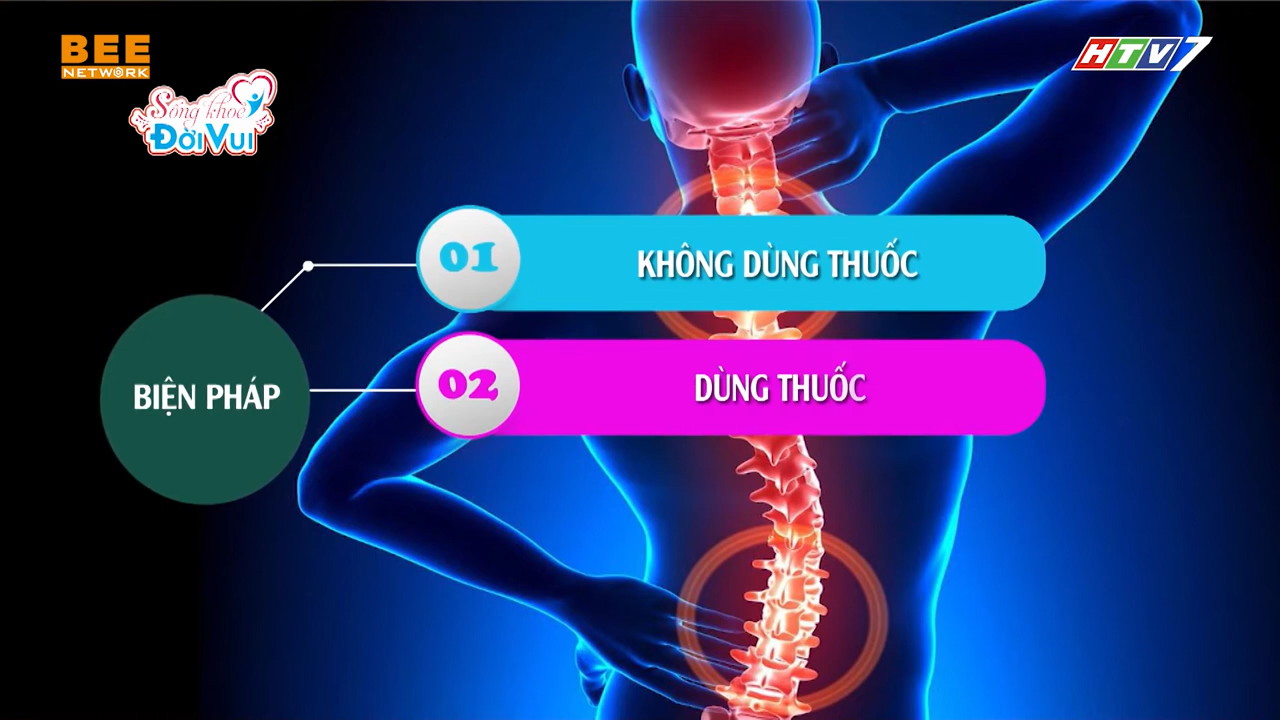 BEE
NETWORK
HTV7
Sống khoẻ
ĐỜI VUI
01
KHÔNG DÙNG THUỐC
BIỆN PHÁP
02
DÙNG THUỐC